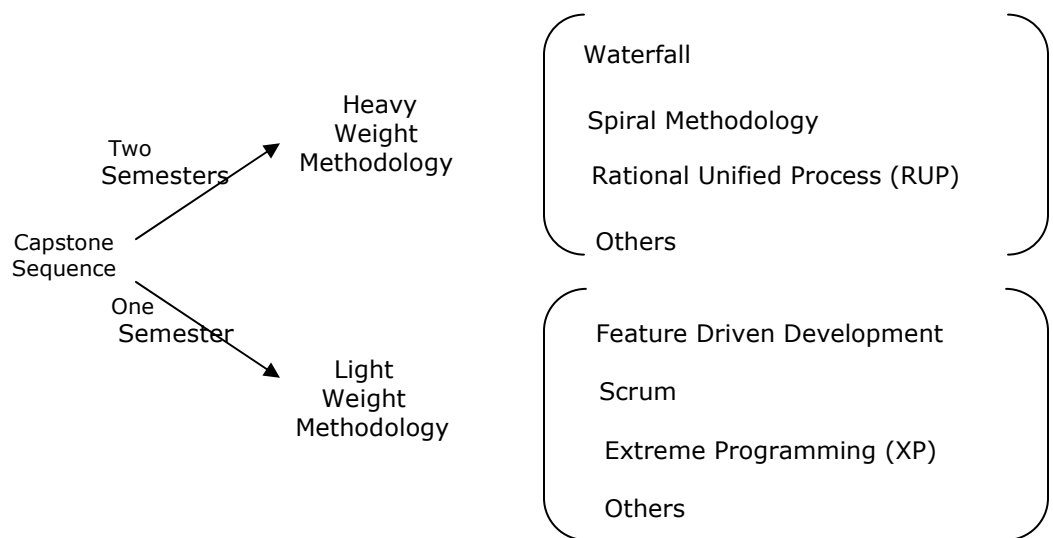 Capstone
Sequence
Two
Semesters
Heavy
Weight
Methodology
Waterfall
Spiral Methodology
Rational Unified Process (RUP)
Others
One
Semester
Light
Weight
Methodology
Feature Driven Development
Scrum
Extreme Programming (XP)
Others